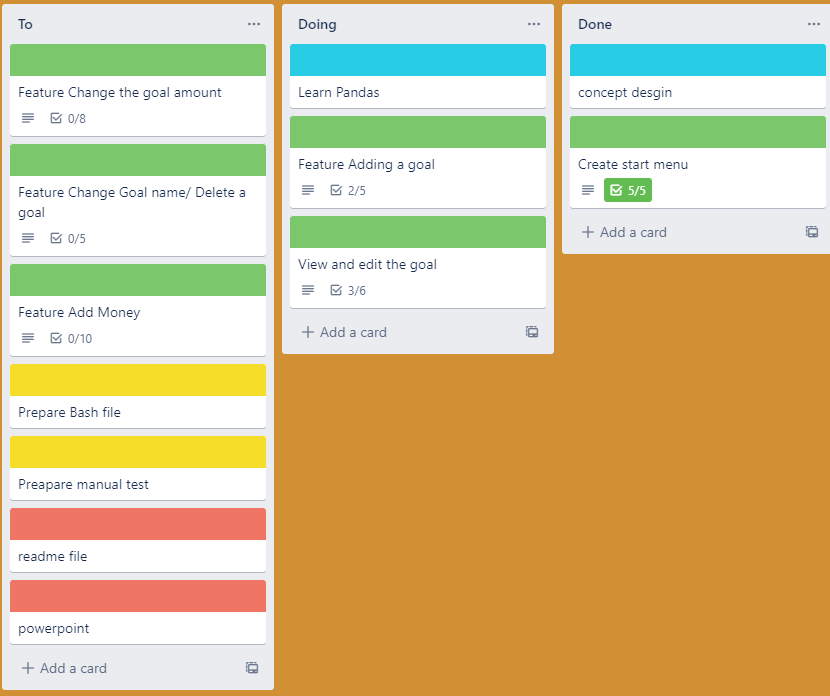 To
Feature Change the goal amount
0/8
Feature Change Goal name/ Delete a
goal
0/5
Feature Add Money
0/10
Prepare Bash file
Preapare manual test
readme file
powerpoint
+ Add a card
Doing
Learn Pandas
Feature Adding a goal
2/5
View and edit the goal
3/6
+ Add a card
Done
concept desgin
Create start menu
5/5
+ Add a card